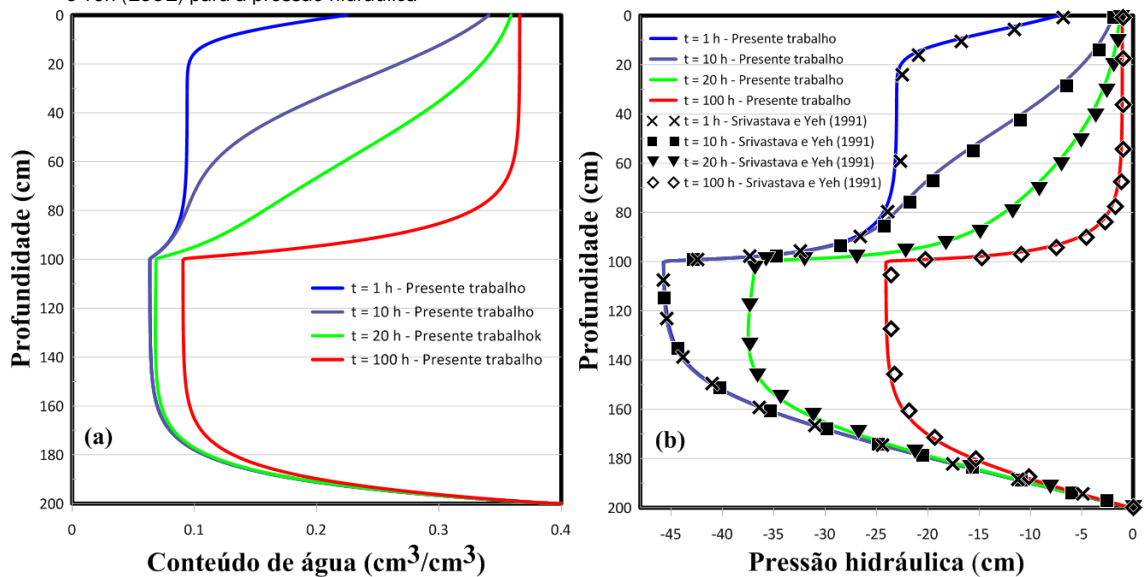 e Yeh (1991) para a pressão hidráulica
0
20
40
60
80
100
120
140
160
180
200
Profundidade (cm)
t = 1 h - Presente trabalho
t = 10 h - Presente trabalho
t = 20 h - Presente trabalhok
t = 100 h - Presente trabalho
(a)
0
0.1
0.2
0.3
0.4
Conteúdo de água (cm³/cm³)
0
20
40
60
80
100
120
140
160
180
200
Profundidade (cm)
t = 1 h - Presente trabalho
t = 10 h - Presente trabalho
t = 20 h - Presente trabalho
t = 100 h - Presente trabalho
t = 1 h - Srivastava e Yeh (1991)
t = 10 h - Srivastava e Yeh (1991)
t = 20 h - Srivastava e Yeh (1991)
t = 100 h - Srivastava e Yeh (1991)
(b)
-45
-40
-35
-30
-25
-20
-15
-10
-5
0
Pressão hidráulica (cm)